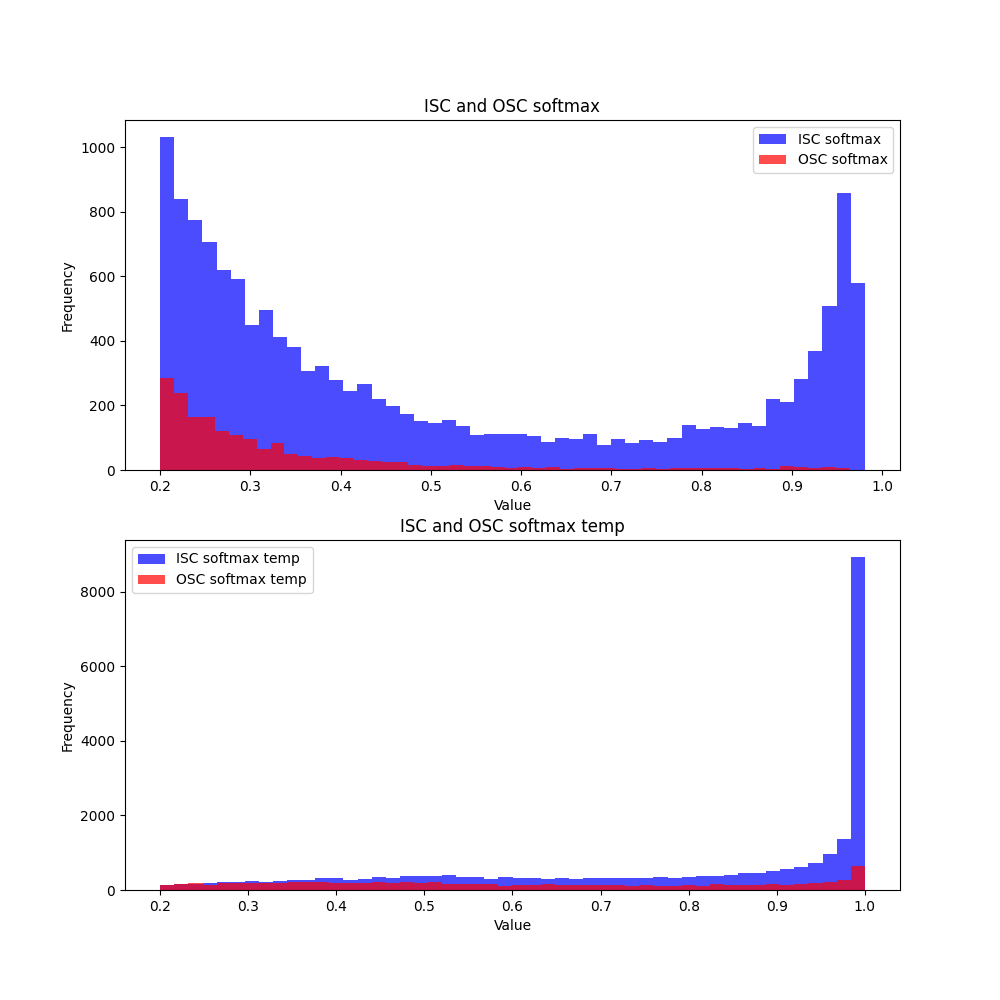 ISC and OSC softmax
ISC softmax
OSC softmax
Frequency
1000
800
600
400
200
0
0.2 0.3 0.4 0.5 0.6 0.7 0.8 0.9 1.0
Value
ISC and OSC softmax temp
ISC softmax temp
OSC softmax temp
Frequency
8000
6000
4000
2000
0
0.2 0.3 0.4 0.5 0.6 0.7 0.8 0.9 1.0
Value